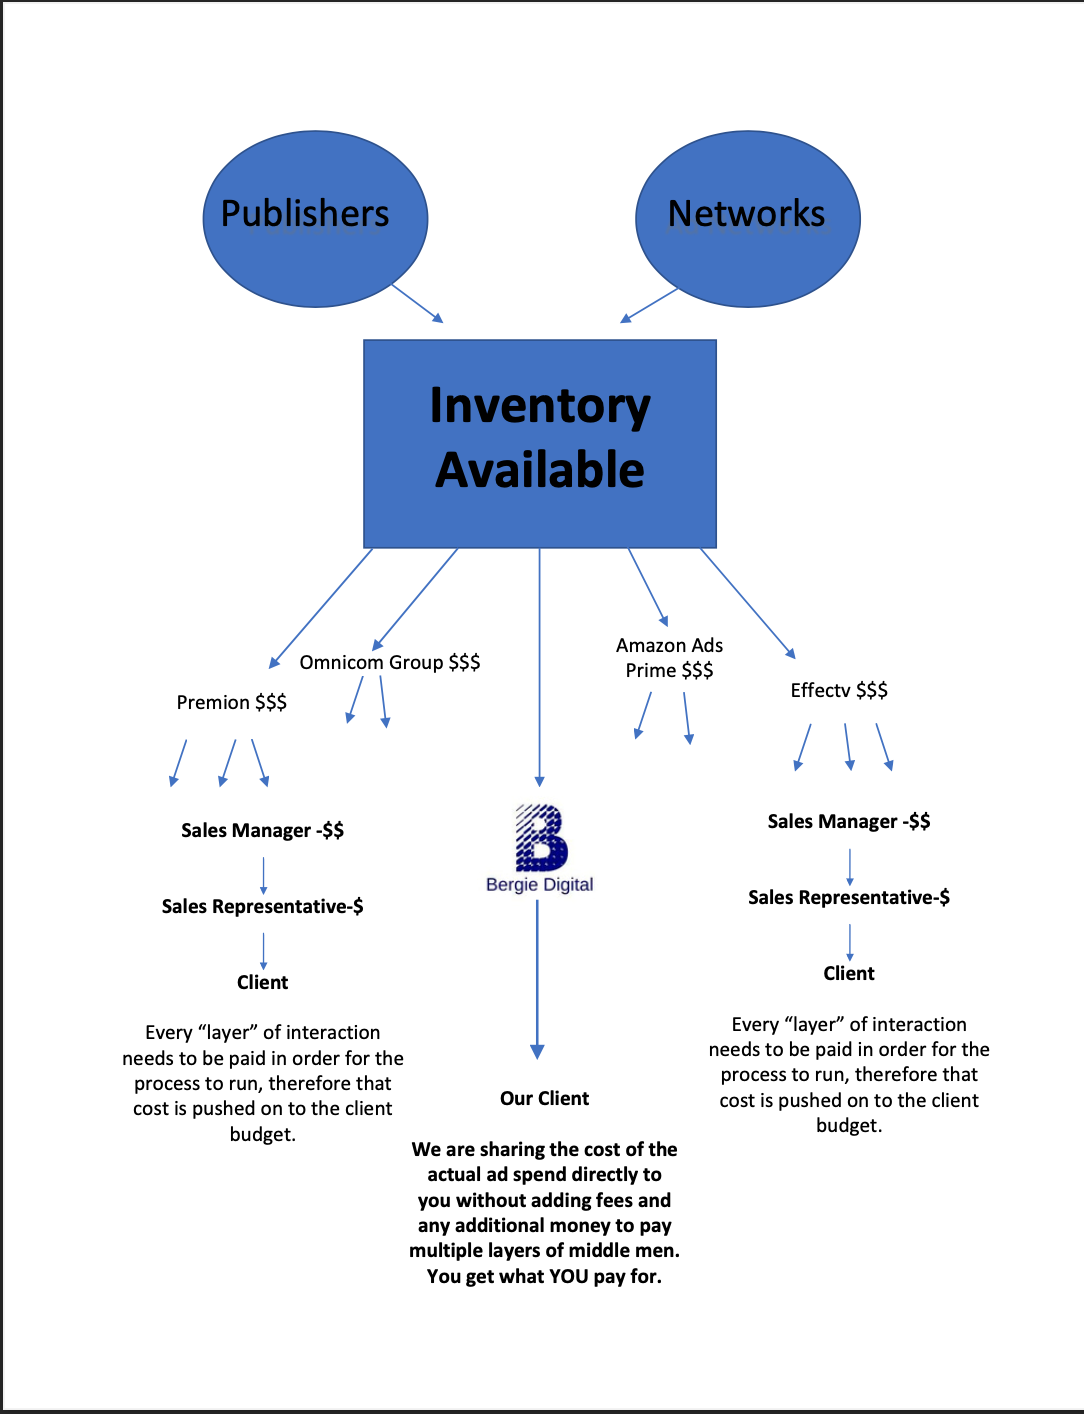 Publishers
Networks
Inventory
Available
Omnicom Group $$$
Amazon Ads
Prime $$$
Premion $$$
Effectv $$$
Sales Manager -$$
Sales Representative-$
Client
Every “layer” of interaction
needs to be paid in order for the
process to run, therefore that
cost is pushed on to the client
budget.
B
Bergie Digital
Our Client
We are sharing the cost of the
actual ad spend directly to
you without adding fees and
any additional money to pay
multiple layers of middle men.
You get what YOU pay for.
Sales Manager -$$
Sales Representative-$
Client
Every “layer” of interaction
needs to be paid in order for the
process to run, therefore that
cost is pushed on to the client
budget.